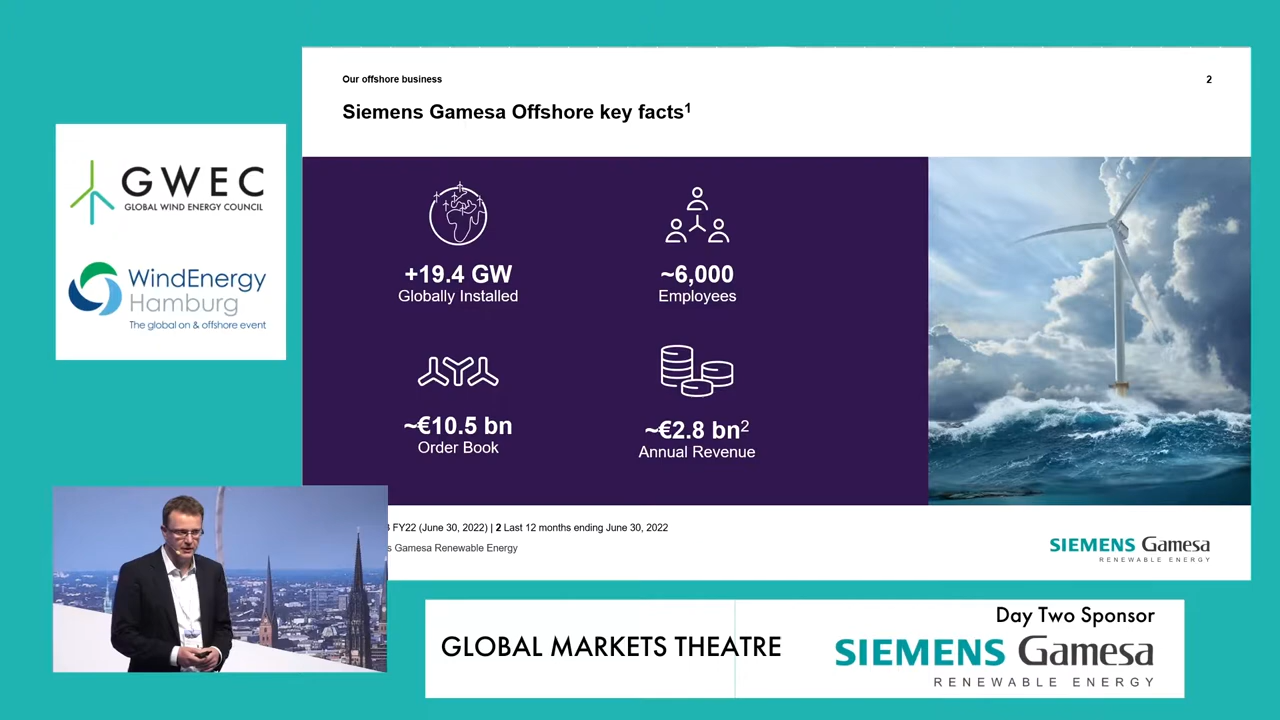 Our offshore business
2
Siemens Gamesa Offshore key facts1
GWEC
GLOBAL WIND ENERGY COUNCIL
WindEnergy
Hamburg
The global on & offshore event
+19.4 GW
Globally Installed
~6,000
Employees
~€10.5 bn
Order Book
~€2.8 bn2
Annual Revenue
FY22 (June 30, 2022) | 2 Last 12 months ending June 30, 2022
Gamesa Renewable Energy
SIEMENS Gamesa
RENEWABLE ENERGY
GLOBAL MARKETS THEATRE
Day Two Sponsor
SIEMENS Gamesa
RENEWABLE ENERGY